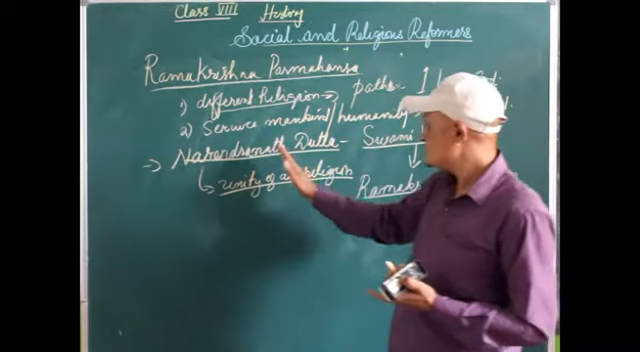 Class VIII History
Social and Religious Reformers
RamaKrishna Parmahansa
1) different Religion → paths
2) Service mankind/humanity
→ Narendranath Dutta - Swami
unity of all religion
Ramakr